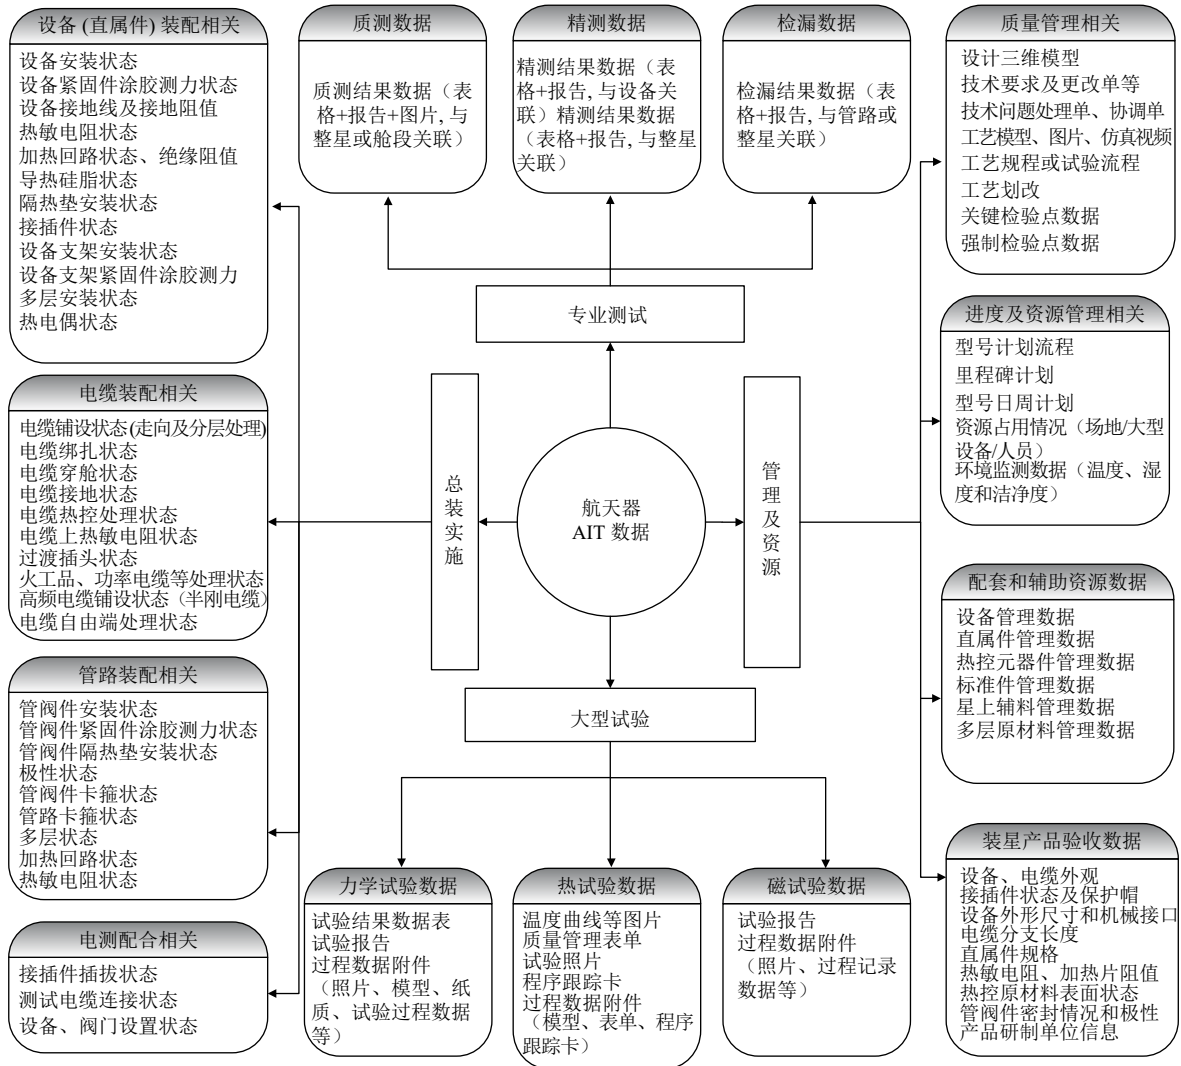 设备 (直属件) 装配相关
设备安装状态
设备紧固件涂胶测力状态
设备接地线及接地阻值
热敏电阻状态
加热回路状态、绝缘阻值
导热硅脂状态
隔热垫安装状态
接插件状态
设备支架安装状态
设备支架紧固件涂胶测力
多层安装状态
热电偶状态
电缆装配相关
电缆铺设状态(走向及分层处理)
电缆绑扎状态
电缆穿舱状态
电缆接地状态
电缆热控处理状态
电缆上热敏电阻状态
过渡插头状态
火工品、功率电缆等处理状态
高频电缆铺设状态（半刚电缆）
电缆自由端处理状态
管路装配相关
管阀件安装状态
管阀件紧固件涂胶测力状态
管阀件隔热垫安装状态
极性状态
管阀件卡箍状态
管路卡箍状态
多层状态
加热回路状态
热敏电阻状态
电测配合相关
接插件插拔状态
测试电缆连接状态
设备、阀门设置状态
质测数据
质测结果数据（表
格+报告+图片, 与
整星或舱段关联）
精测数据
精测结果数据（表
格+报告, 与设备关
联）精测结果数据
（表格+报告, 与整星
关联）
检漏数据
检漏结果数据（表
格+报告, 与管路或
整星关联）
专业测试
总装实施
航天器
AIT 数据
管理及资源
大型试验
力学试验数据
试验结果数据表
试验报告
过程数据附件
（照片、模型、纸
质、试验过程数据
等）
热试验数据
温度曲线等图片
质量管理表单
试验照片
程序跟踪卡
过程数据附件
（模型、表单、程序
跟踪卡）
磁试验数据
试验报告
过程数据附件
（照片、过程记录
数据等）
质量管理相关
设计三维模型
技术要求及更改单等
技术问题处理单、协调单
工艺模型、图片、仿真视频
工艺规程或试验流程
工艺划改
关键检验点数据
强制检验点数据
进度及资源管理相关
型号计划流程
里程碑计划
型号日周计划
资源占用情况（场地/大型
设备/人员）
环境监测数据（温度、湿
度和洁净度）
配套和辅助资源数据
设备管理数据
直属件管理数据
热控元器件管理数据
标准件管理数据
星上辅料管理数据
多层原材料管理数据
装星产品验收数据
设备、电缆外观
接插件状态及保护帽
设备外形尺寸和机械接口
电缆分支长度
直属件规格
热敏电阻、加热片阻值
热控原材料表面状态
管阀件密封情况和极性
产品研制单位信息